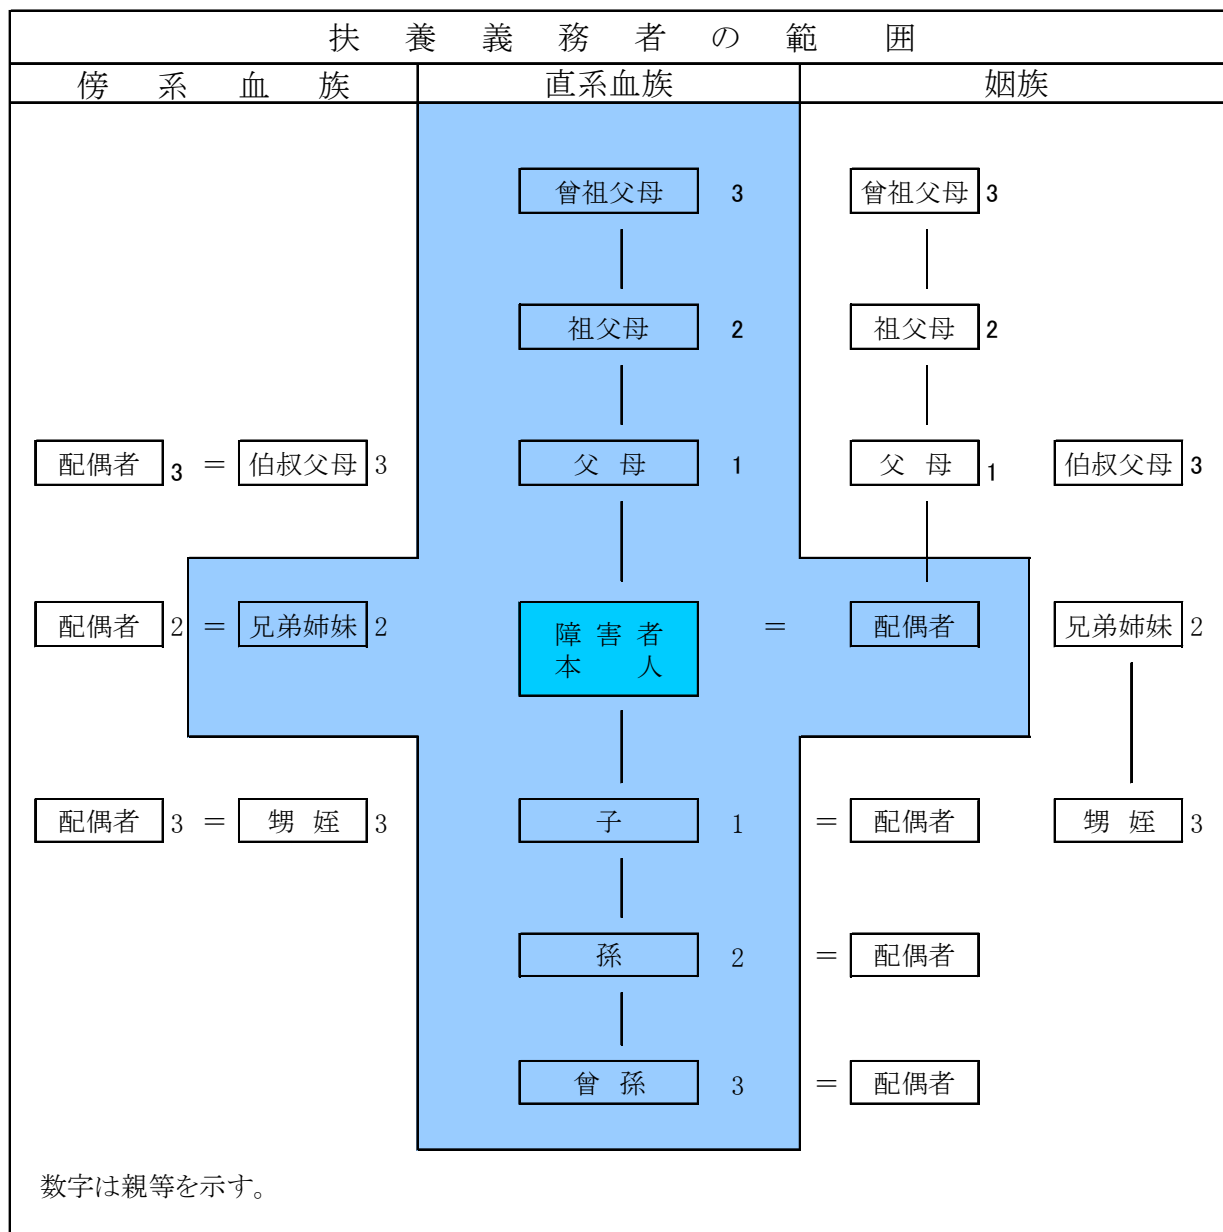 扶養義務者の範囲
傍系血族 直系血族 姻族
曾祖父母 3 曾祖父母 3
祖父母 2 祖父母 2
配偶者 3 = 伯叔父母 3 父母 1 父母 1 伯叔父母 3
配偶者 2 = 兄弟姉妹 2 障害者 = 配偶者 兄弟姉妹 2
本人
配偶者 3 = 甥姪 3 子 1 = 配偶者 甥姪 3
孫 2 = 配偶者
曾孫 3 = 配偶者
数字は親等を示す。